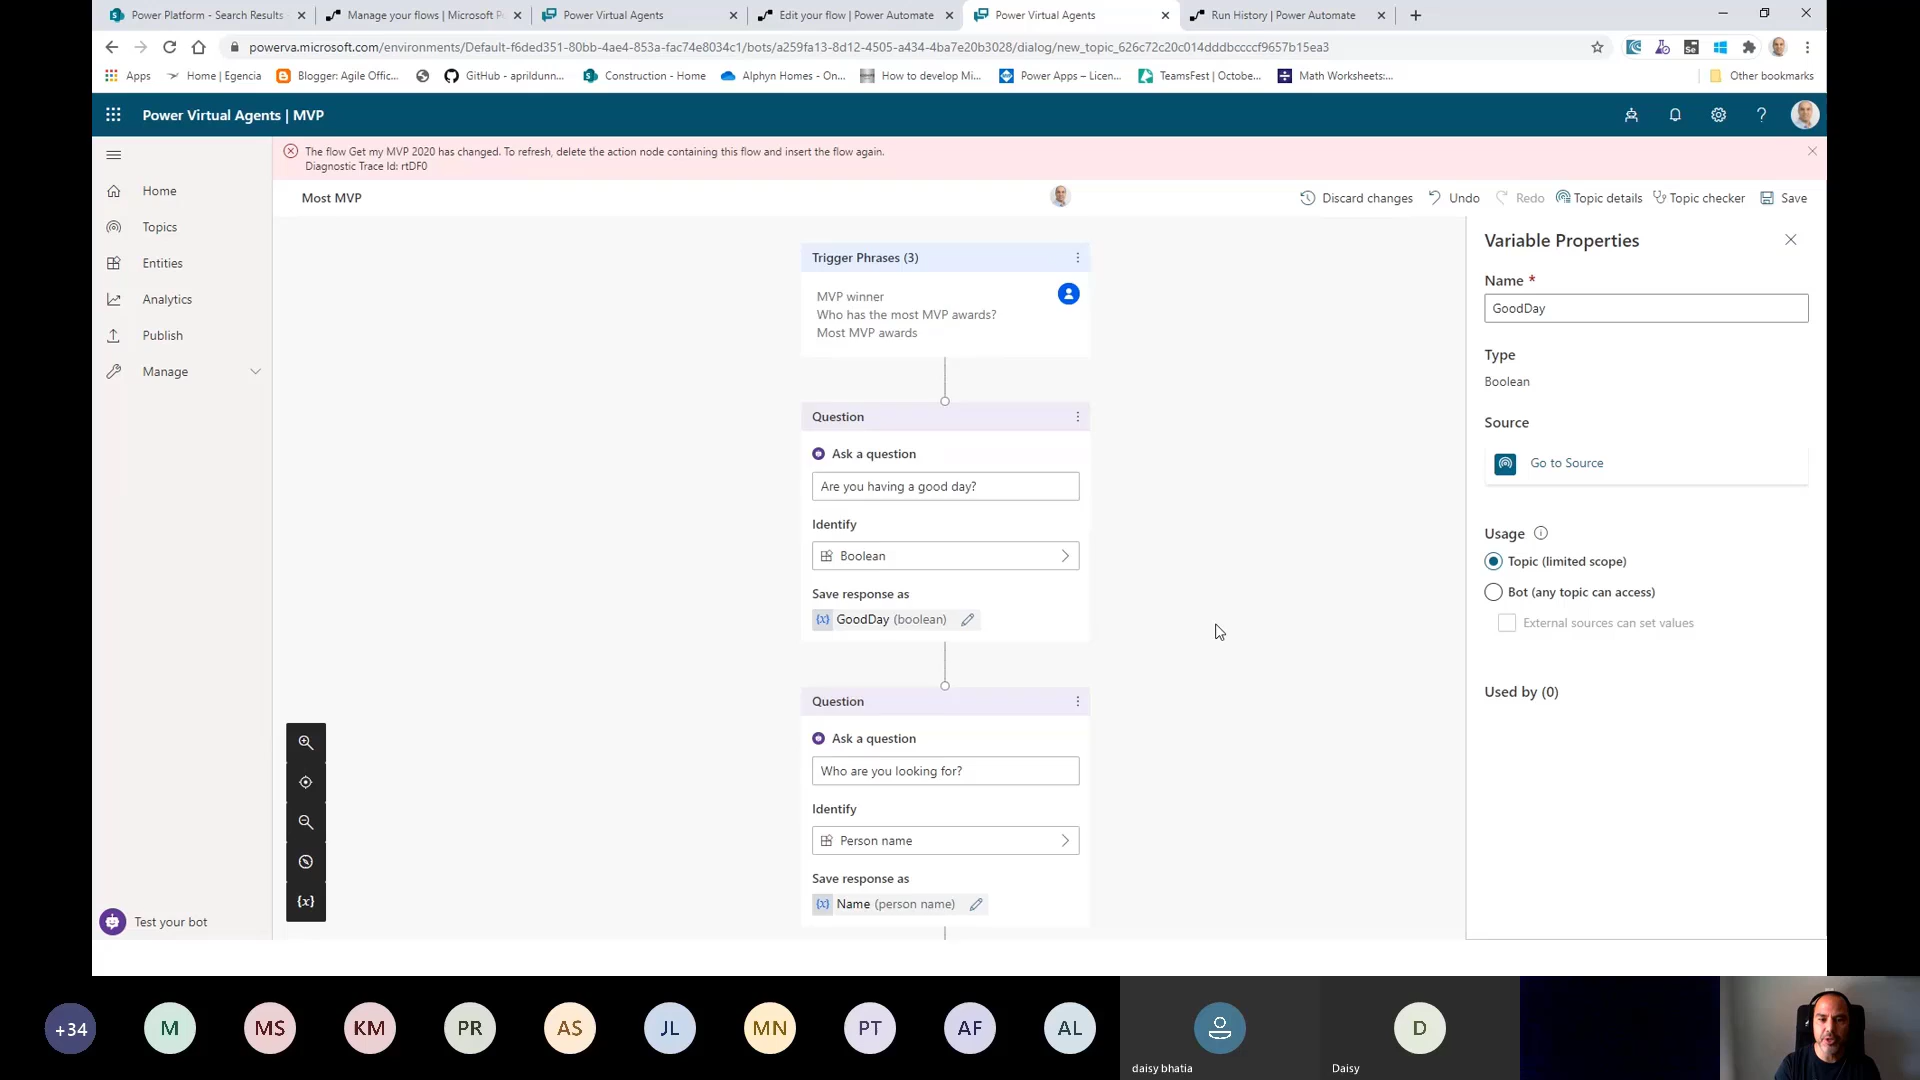 Power Platform - Search Results
Manage your flows | Microsoft P
Power Virtual Agents
Edit your flow | Power Automate
Power Virtual Agents
Run History | Power Automate
powerva.microsoft.com/environments/Default-f6ded351-80bb-4ae4-853a-fac74e8034c1/bots/a259fa13-8d12-4505-a434-4ba7e20b3028/dialog/new_topic_626c72c20c014dddbccccf9657b15ea3
Apps
Home | Egencia
Blogger: Agile Offic...
GitHub - aprildunn...
Construction - Home
Alphyn Homes - On...
How to develop Mi...
Power Apps – Licen...
TeamsFest | Octobe...
Math Worksheets:...
Other bookmarks
Power Virtual Agents | MVP
The flow Get my MVP 2020 has changed. To refresh, delete the action node containing this flow and insert the flow again.
Diagnostic Trace Id: rtDF0
Home
Topics
Entities
Analytics
Publish
Manage
Test your bot
Most MVP
Discard changes
Undo
Redo
Topic details
Topic checker
Save
Trigger Phrases (3)
MVP winner
Who has the most MVP awards?
Most MVP awards
Question
Ask a question
Are you having a good day?
Identify
Boolean
Save response as
{x} GoodDay (boolean)
Question
Ask a question
Who are you looking for?
Identify
Person name
Save response as
{x} Name (person name)
{x}
Variable Properties
Name *
GoodDay
Type
Boolean
Source
Go to Source
Usage
Topic (limited scope)
Bot (any topic can access)
External sources can set values
Used by (0)
+34
M
MS
KM
PR
AS
JL
MN
PT
AF
AL
daisy bhatia
D
Daisy